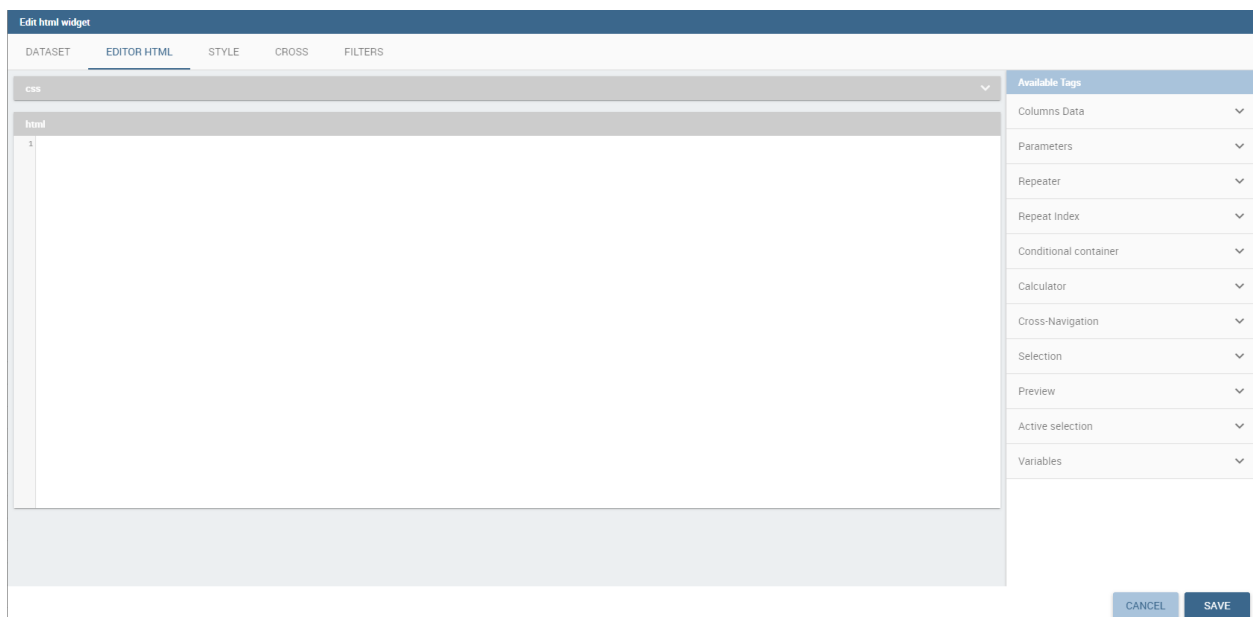 Edit html widget
DATASET EDITOR HTML STYLE CROSS FILTERS
css
html
1
Available Tags
Columns Data
Parameters
Repeater
Repeat Index
Conditional container
Calculator
Cross-Navigation
Selection
Preview
Active selection
Variables
CANCEL SAVE